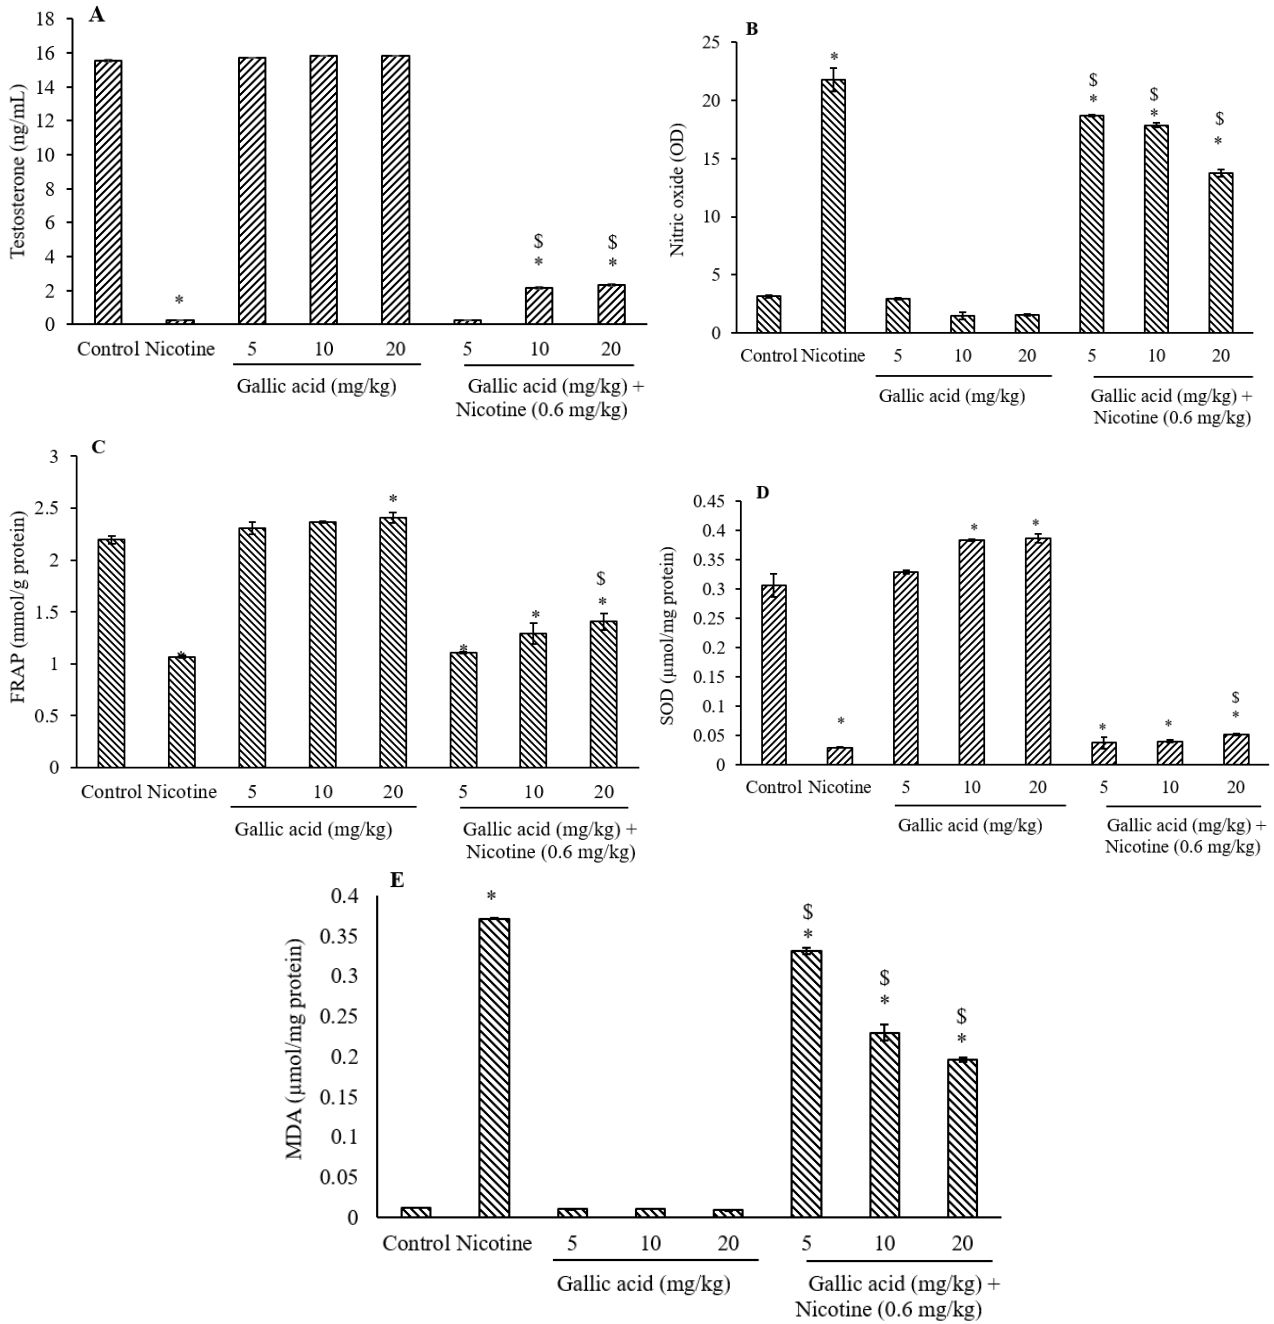 A
Testosterone (ng/mL)
18
16
14
12
10
8
6
4
2
0
*
$
*
$
*
Control Nicotine 5 10 20 5 10 20
Gallic acid (mg/kg)
Gallic acid (mg/kg) +
Nicotine (0.6 mg/kg)
B
Nitric oxide (OD)
25
20
15
10
5
0
*
$
*
$
*
$
*
Control Nicotine 5 10 20 5 10 20
Gallic acid (mg/kg)
Gallic acid (mg/kg) +
Nicotine (0.6 mg/kg)
C
FRAP (mmol/g protein)
3
2.5
2
1.5
1
0.5
0
*
*
*
*
$
*
Control Nicotine 5 10 20 5 10 20
Gallic acid (mg/kg)
Gallic acid (mg/kg) +
Nicotine (0.6 mg/kg)
D
SOD (µmol/mg protein)
0.45
0.4
0.35
0.3
0.25
0.2
0.15
0.1
0.05
0
*
*
*
*
*
$
*
Control Nicotine 5 10 20 5 10 20
Gallic acid (mg/kg)
Gallic acid (mg/kg) +
Nicotine (0.6 mg/kg)
E
MDA (µmol/mg protein)
0.4
0.35
0.3
0.25
0.2
0.15
0.1
0.05
0
*
$
*
$
*
$
*
Control Nicotine 5 10 20 5 10 20
Gallic acid (mg/kg)
Gallic acid (mg/kg) +
Nicotine (0.6 mg/kg)